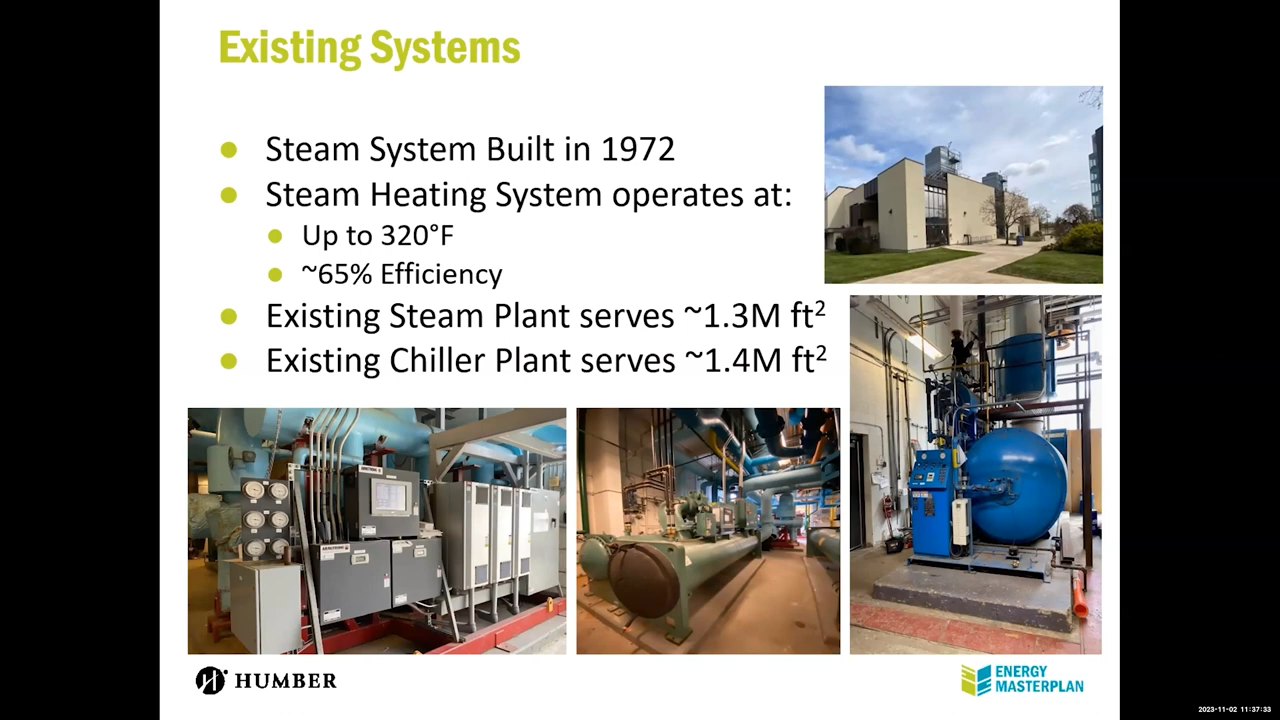 Existing Systems
Steam System Built in 1972
Steam Heating System operates at:
Up to 320°F
~65% Efficiency
Existing Steam Plant serves ~1.3M ft²
Existing Chiller Plant serves ~1.4M ft²
ARMSTRONG
ARMSTRONG
HUMBER
ENERGY
MASTERPLAN
2023-11-02 11:37:33